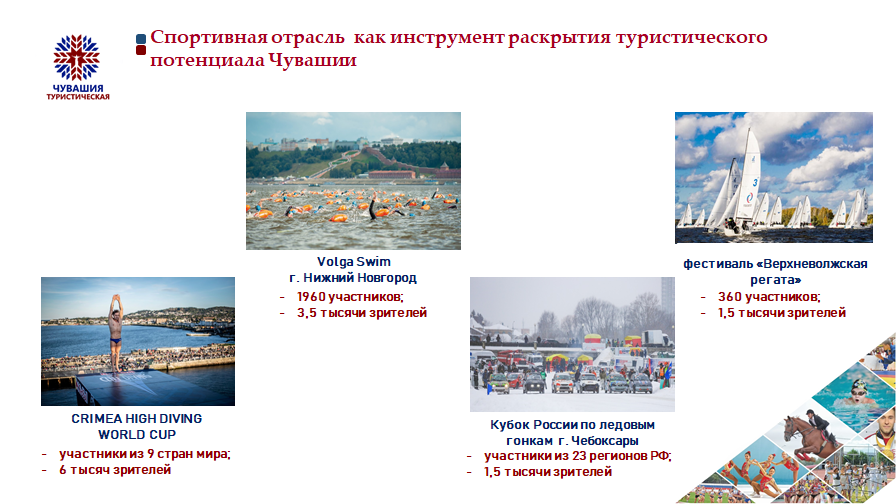 Спортивная отрасль как инструмент раскрытия туристического
потенциала Чувашии
ЧУВАШИЯ
ТУРИСТИЧЕСКАЯ
Volga Swim
г. Нижний Новгород
- 1960 участников;
- 3,5 тысячи зрителей
фестиваль «Верхневолжская
регата»
- 360 участников;
- 1,5 тысячи зрителей
CRIMEA HIGH DIVING
WORLD CUP
- участники из 9 стран мира;
- 6 тысяч зрителей
Кубок России по ледовым
гонкам г. Чебоксары
- участники из 23 регионов РФ;
- 1,5 тысячи зрителей